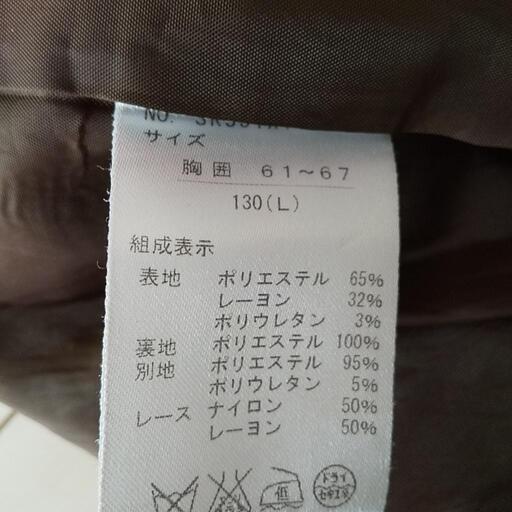 NO.
サイズ
胸囲 61～67
130(L)
組成表示
表地 ポリエステル 65%
レーヨン 32%
ポリウレタン 3%
裏地 ポリエステル 100%
別地 ポリエステル 95%
ポリウレタン 5%
レース ナイロン 50%
レーヨン 50%
低 ドライ